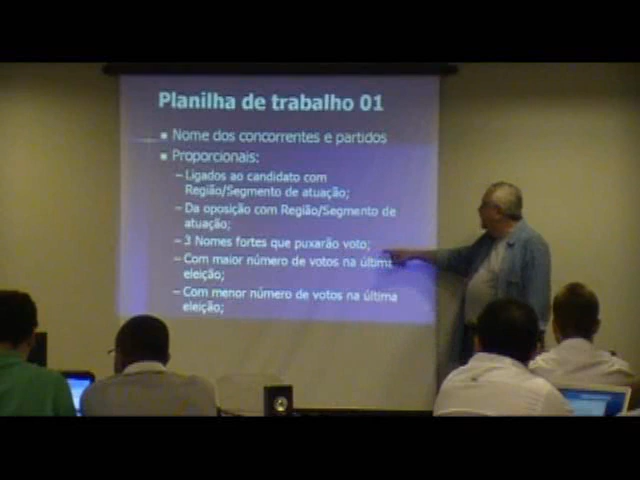 Planilha de trabalho 01
Nome dos concorrentes e partidos
Proporcionais:
– Ligados ao candidato com
Região/Segmento de atuação;
– Da oposição com Região/Segmento de
atuação;
– 3 Nomes fortes que puxarão voto;
– Com maior número de votos na última
eleição;
– Com menor número de votos na última
eleição;